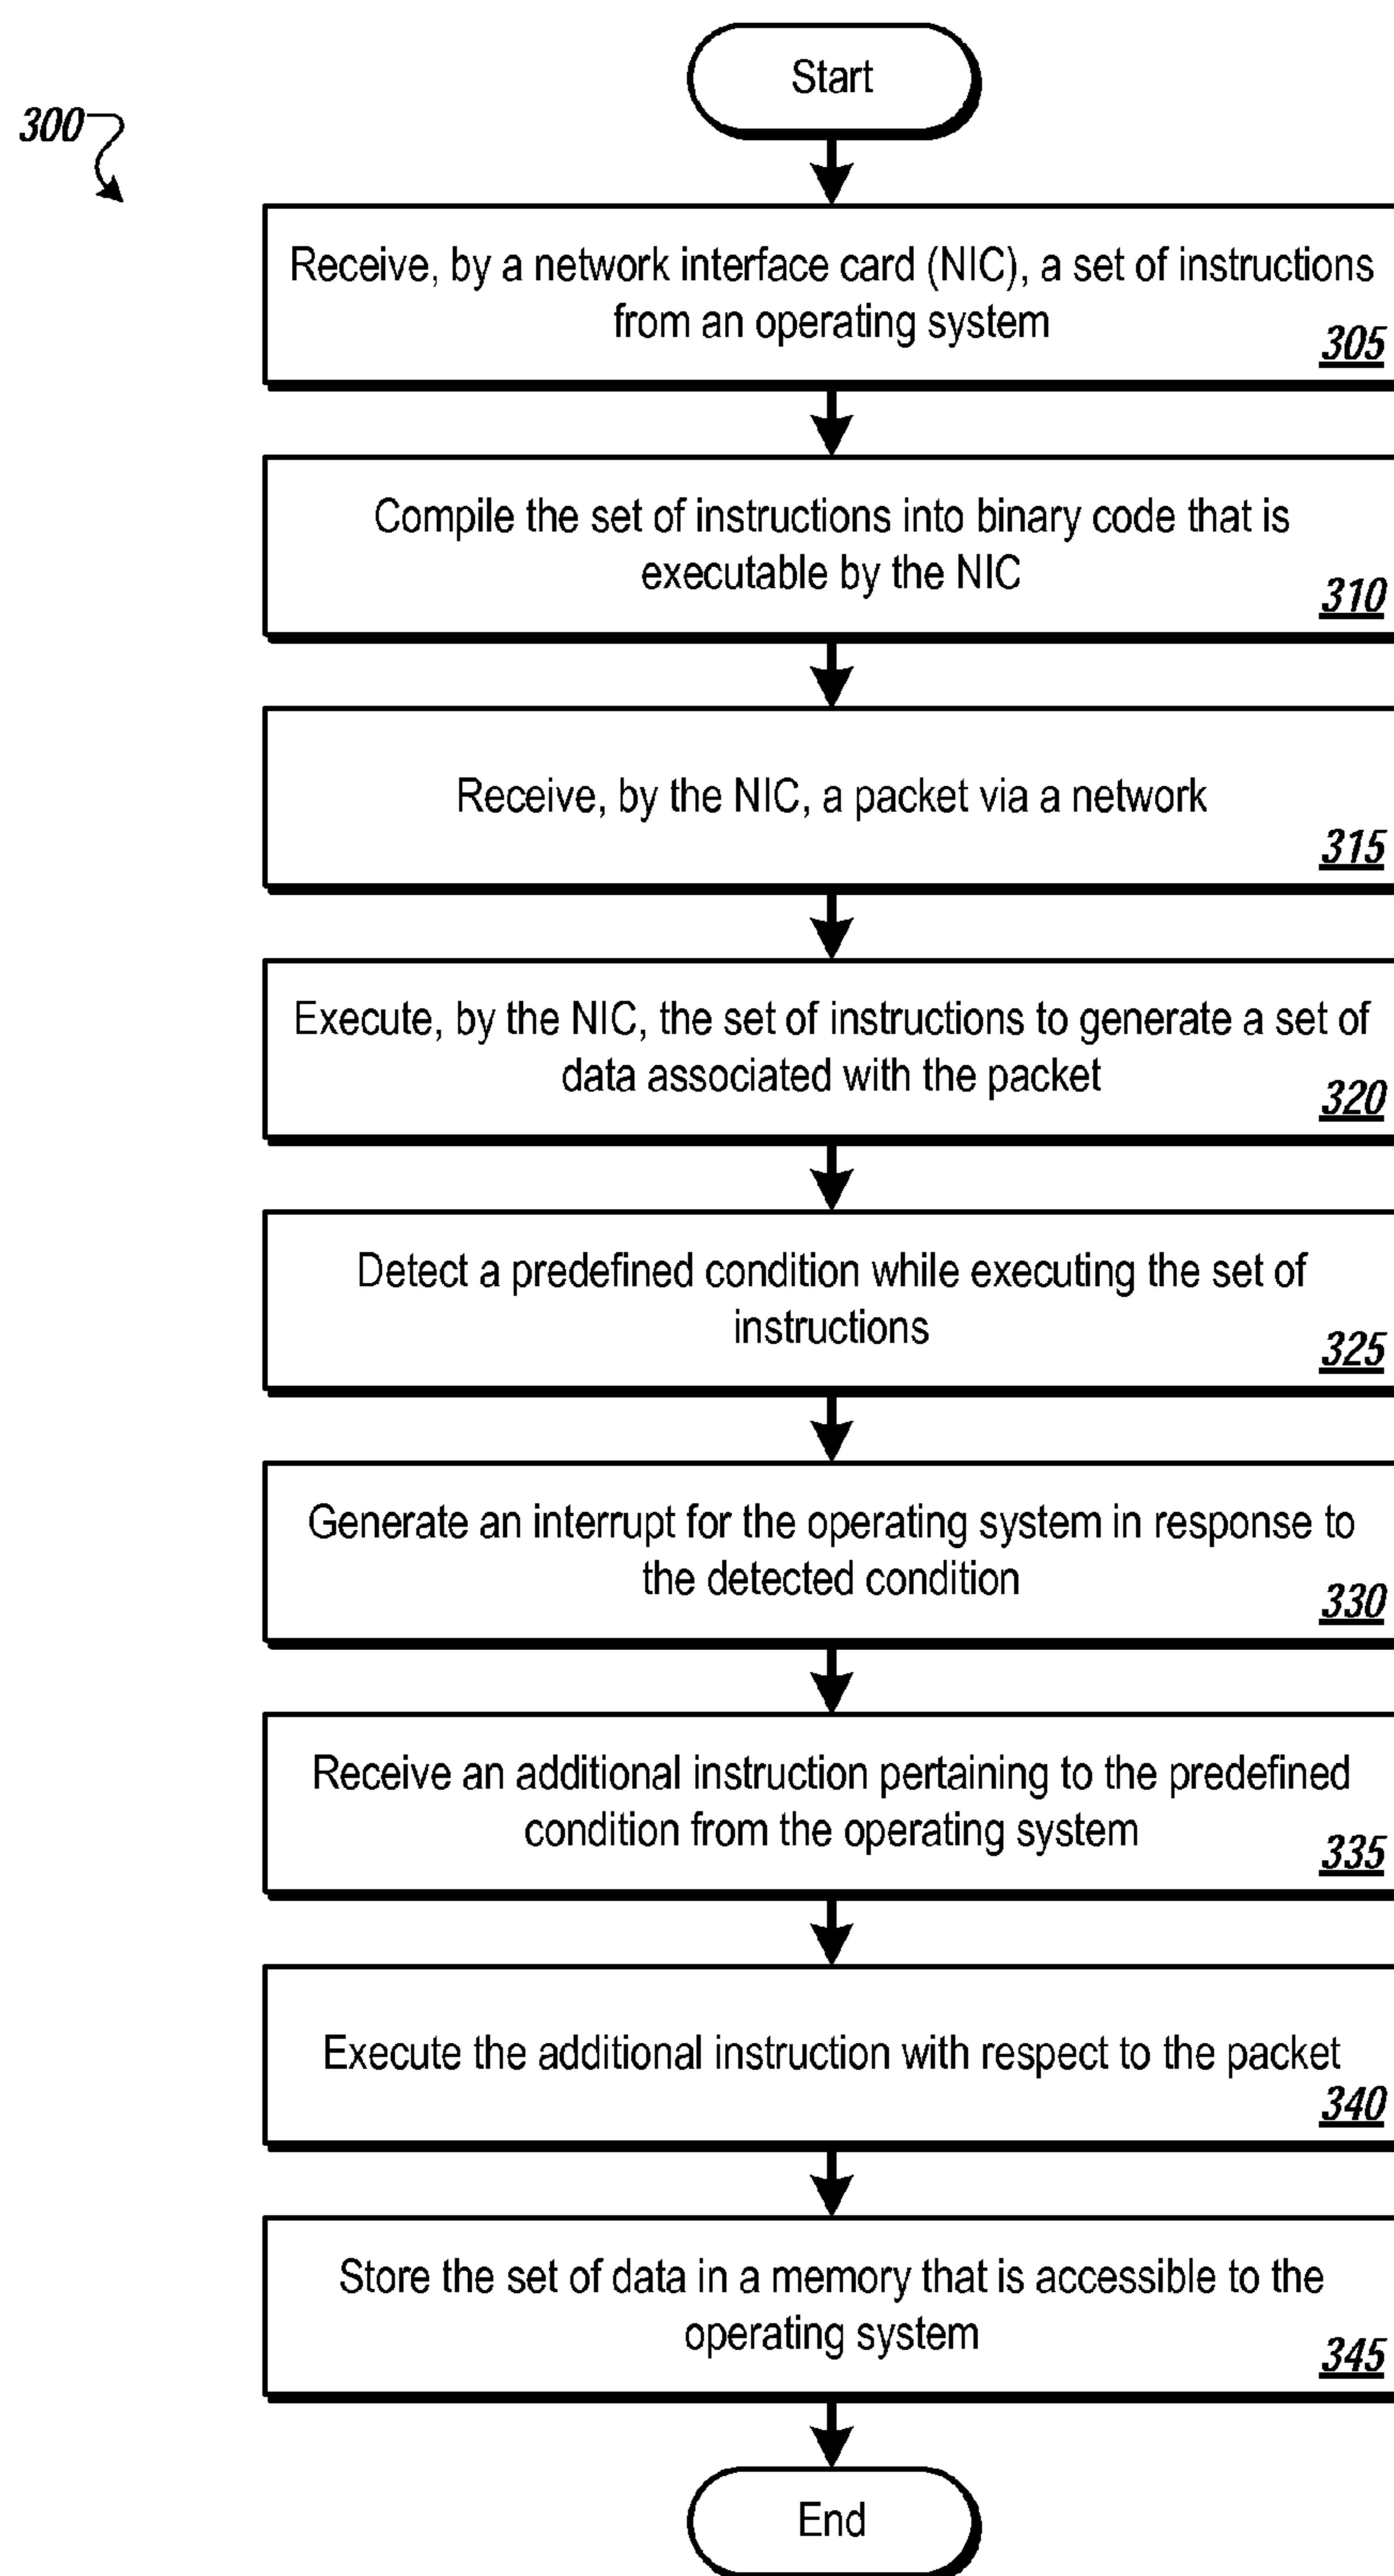 Start
300
Receive, by a network interface card (NIC), a set of instructions
from an operating system
305
Compile the set of instructions into binary code that is
executable by the NIC
310
Receive, by the NIC, a packet via a network
315
Execute, by the NIC, the set of instructions to generate a set of
data associated with the packet
320
Detect a predefined condition while executing the set of
instructions
325
Generate an interrupt for the operating system in response to
the detected condition
330
Receive an additional instruction pertaining to the predefined
condition from the operating system
335
Execute the additional instruction with respect to the packet
340
Store the set of data in a memory that is accessible to the
operating system
345
End